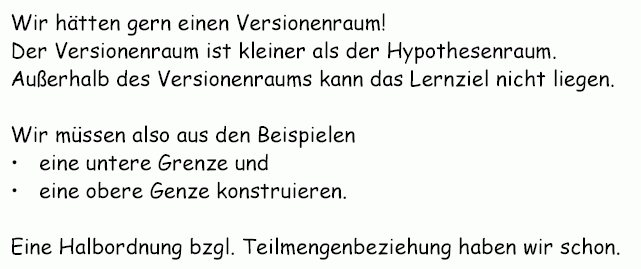 Wir hätten gern einen Versionenraum!
Der Versionenraum ist kleiner als der Hypothesenraum.
Außerhalb des Versionenraums kann das Lernziel nicht liegen.
Wir müssen also aus den Beispielen
• eine untere Grenze und
• eine obere Genze konstruieren.
Eine Halbordnung bzgl. Teilmengenbeziehung haben wir schon.